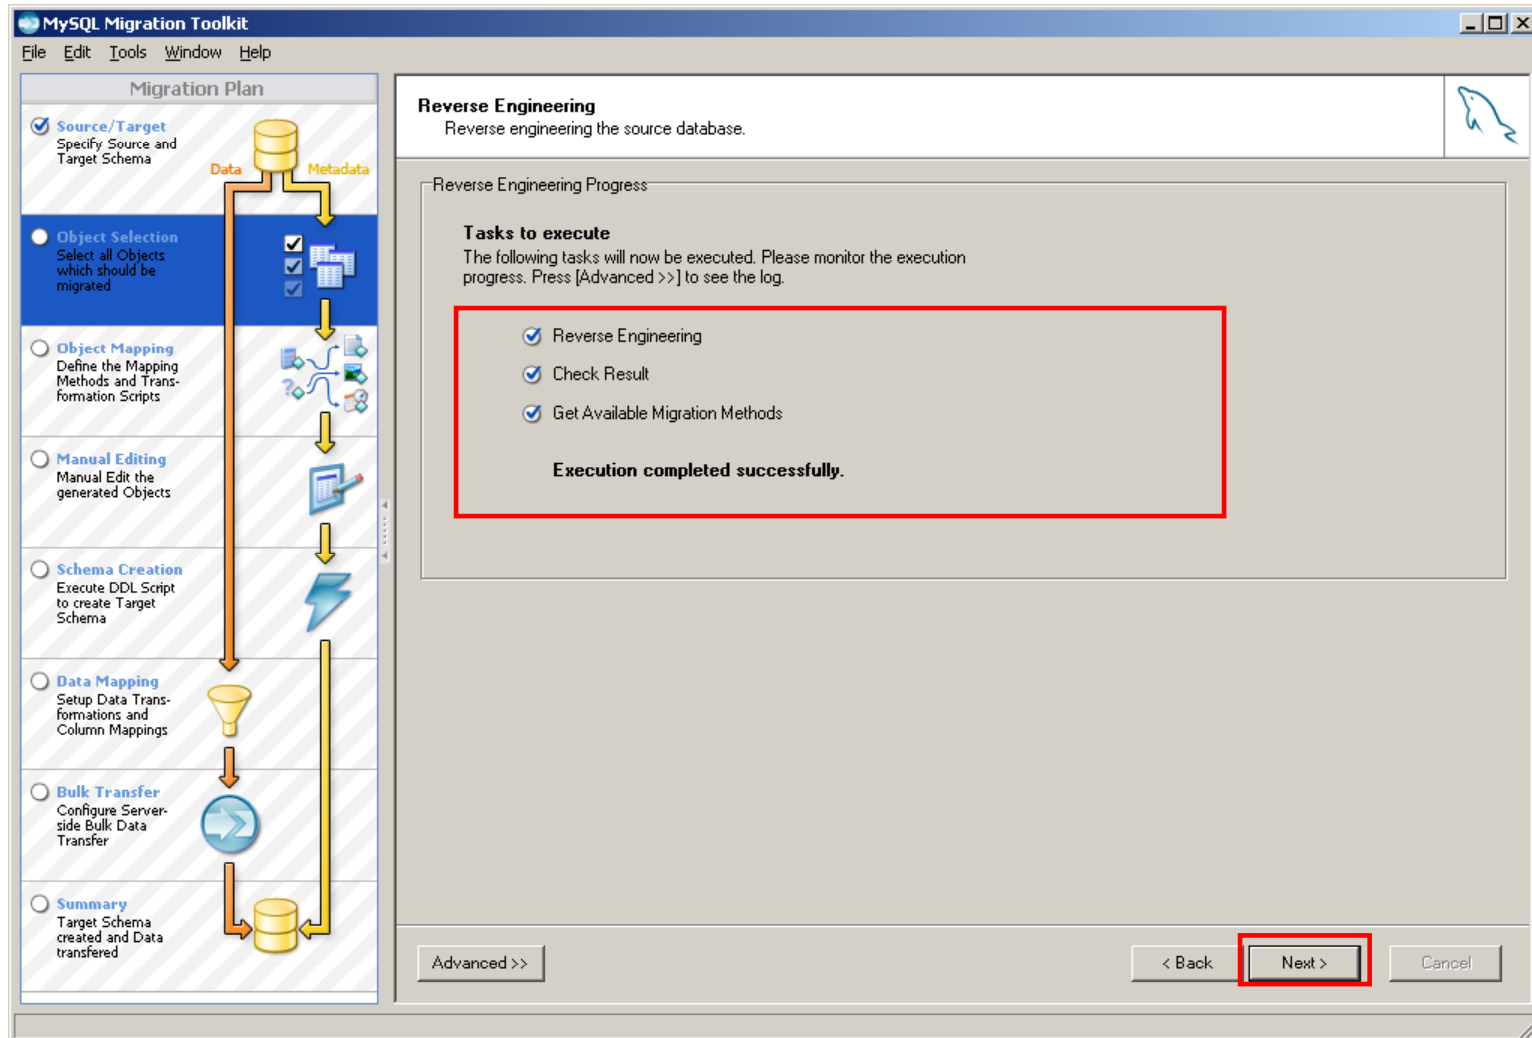 MySQL Migration Toolkit
File Edit Tools Window Help
Migration Plan
Source/Target
Specify Source and
Target Schema
Data
Metadata
Object Selection
Select all Objects
which should be
migrated
Object Mapping
Define the Mapping
Methods and Trans-
formation Scripts
Manual Editing
Manual Edit the
generated Objects
Schema Creation
Execute DDL Script
to create Target
Schema
Data Mapping
Setup Data Trans-
formations and
Column Mappings
Bulk Transfer
Configure Server-
side Bulk Data
Transfer
Summary
Target Schema
created and Data
transfered
Reverse Engineering
Reverse engineering the source database.
Reverse Engineering Progress
Tasks to execute
The following tasks will now be executed. Please monitor the execution
progress. Press [Advanced >>] to see the log.
Reverse Engineering
Check Result
Get Available Migration Methods
Execution completed successfully.
Advanced >>
< Back
Next >
Cancel